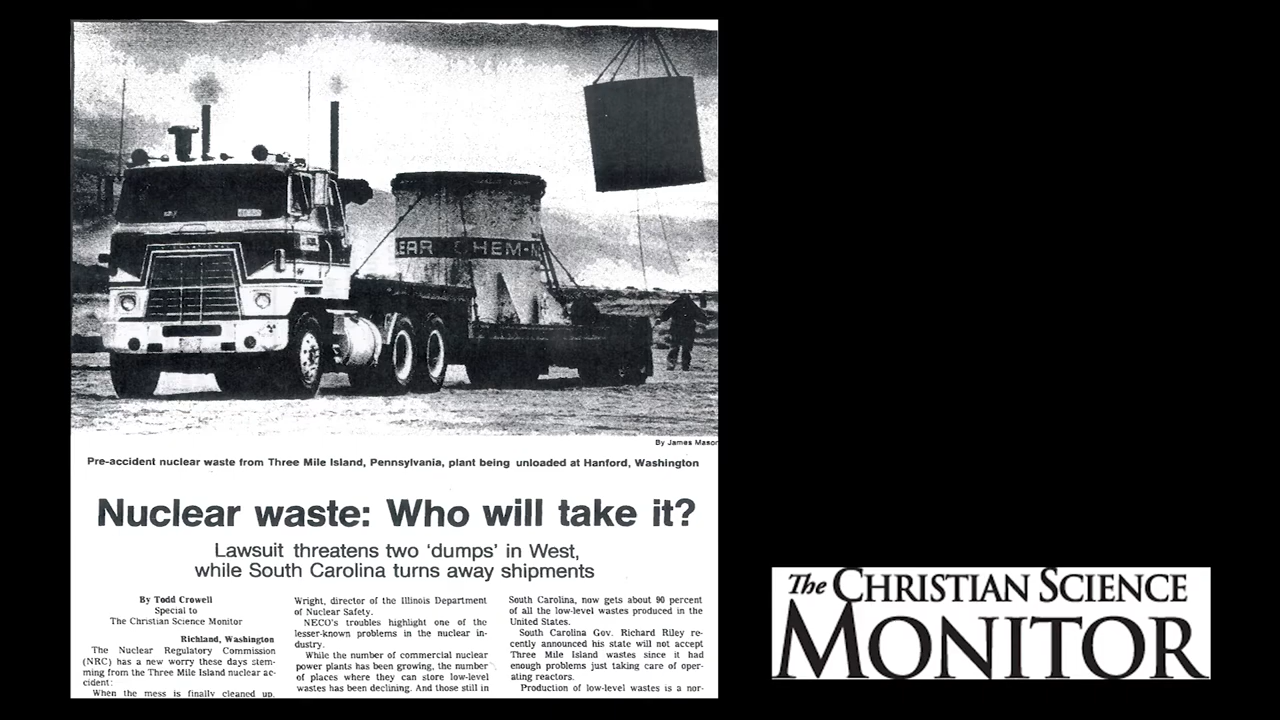 EAR CHEM-N
By James Mason
Pre-accident nuclear waste from Three Mile Island, Pennsylvania, plant being unloaded at Hanford, Washington
Nuclear waste: Who will take it?
Lawsuit threatens two 'dumps' in West,
while South Carolina turns away shipments
By Todd Crowell
Special to
The Christian Science Monitor
Richland, Washington
The Nuclear Regulatory Commission
(NRC) has a new worry these days stem-
ming from the Three Mile Island nuclear ac-
cident:
When the mess is finally cleaned up,
Wright, director of the Illinois Department
of Nuclear Safety.
NECO's troubles highlight one of the
lesser-known problems in the nuclear in-
dustry.
While the number of commercial nuclear
power plants has been growing, the number
of places where they can store low-level
wastes has been declining. And those still in
South Carolina, now gets about 90 percent
of all the low-level wastes produced in the
United States.
South Carolina Gov. Richard Riley re-
cently announced his state will not accept
Three Mile Island wastes since it had
enough problems just taking care of oper-
ating reactors.
Production of low-level wastes is a nor-
The CHRISTIAN SCIENCE
MONITOR